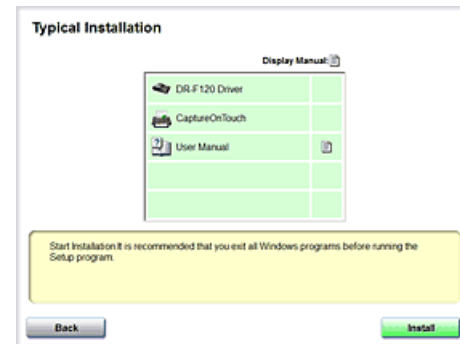 Typical Installation
Display Manual:
DR-F120 Driver
CaptureOnTouch
User Manual
Start Installation.It is recommended that you exit all Windows programs before running the
Setup program.
Back
Install